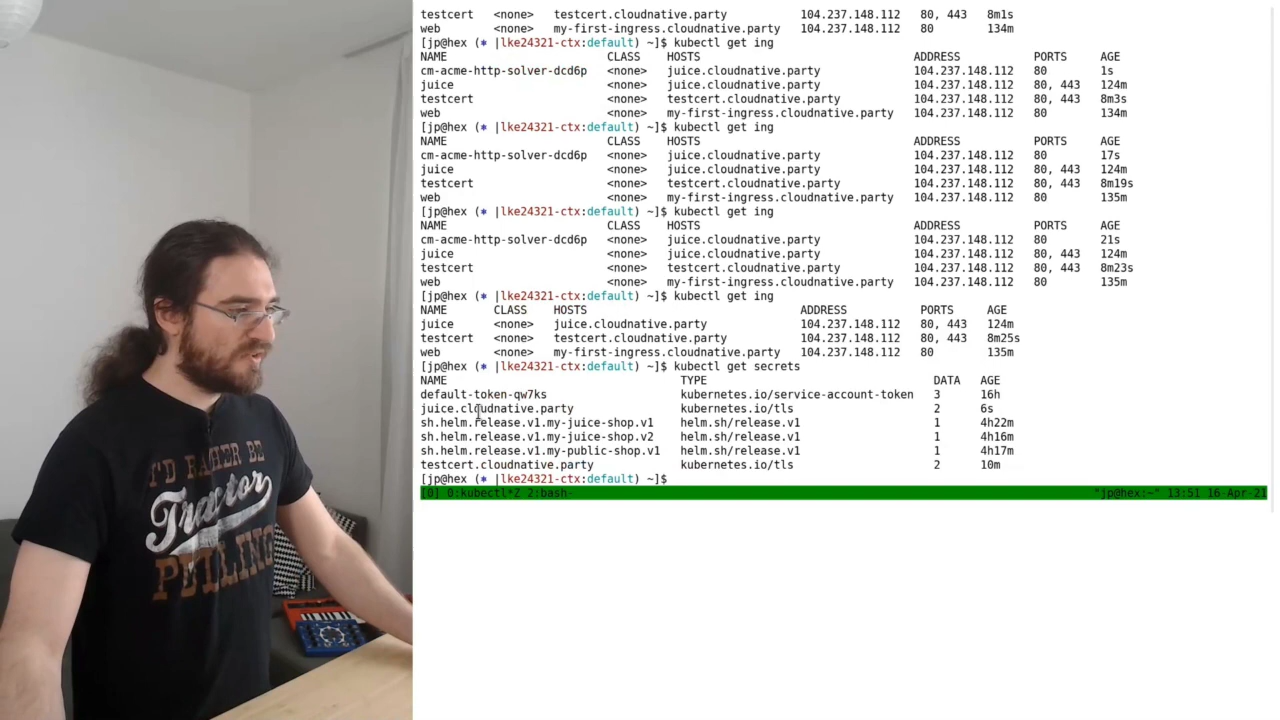 I'D RATHER BE
Tractor
PULLING
testcert   <none>   testcert.cloudnative.party   104.237.148.112   80, 443   8m1s
web   <none>   my-first-ingress.cloudnative.party   104.237.148.112   80   134m
[jp@hex (* |lke24321-ctx:default) ~]$ kubectl get ing
NAME   CLASS   HOSTS   ADDRESS   PORTS   AGE
cm-acme-http-solver-dcd6p   <none>   juice.cloudnative.party   104.237.148.112   80   1s
juice   <none>   juice.cloudnative.party   104.237.148.112   80, 443   124m
testcert   <none>   testcert.cloudnative.party   104.237.148.112   80, 443   8m3s
web   <none>   my-first-ingress.cloudnative.party   104.237.148.112   80   134m
[jp@hex (* |lke24321-ctx:default) ~]$ kubectl get ing
NAME   CLASS   HOSTS   ADDRESS   PORTS   AGE
cm-acme-http-solver-dcd6p   <none>   juice.cloudnative.party   104.237.148.112   80   17s
juice   <none>   juice.cloudnative.party   104.237.148.112   80, 443   124m
testcert   <none>   testcert.cloudnative.party   104.237.148.112   80, 443   8m19s
web   <none>   my-first-ingress.cloudnative.party   104.237.148.112   80   135m
[jp@hex (* |lke24321-ctx:default) ~]$ kubectl get ing
NAME   CLASS   HOSTS   ADDRESS   PORTS   AGE
cm-acme-http-solver-dcd6p   <none>   juice.cloudnative.party   104.237.148.112   80   21s
juice   <none>   juice.cloudnative.party   104.237.148.112   80, 443   124m
testcert   <none>   testcert.cloudnative.party   104.237.148.112   80, 443   8m23s
web   <none>   my-first-ingress.cloudnative.party   104.237.148.112   80   135m
[jp@hex (* |lke24321-ctx:default) ~]$ kubectl get ing
NAME   CLASS   HOSTS   ADDRESS   PORTS   AGE
juice   <none>   juice.cloudnative.party   104.237.148.112   80, 443   124m
testcert   <none>   testcert.cloudnative.party   104.237.148.112   80, 443   8m25s
web   <none>   my-first-ingress.cloudnative.party   104.237.148.112   80   135m
[jp@hex (* |lke24321-ctx:default) ~]$ kubectl get secrets
NAME   TYPE   DATA   AGE
default-token-qw7ks   kubernetes.io/service-account-token   3   16h
juice.cloudnative.party   kubernetes.io/tls   2   6s
sh.helm.release.v1.my-juice-shop.v1   helm.sh/release.v1   1   4h22m
sh.helm.release.v1.my-juice-shop.v2   helm.sh/release.v1   1   4h16m
sh.helm.release.v1.my-public-shop.v1   helm.sh/release.v1   1   4h17m
testcert.cloudnative.party   kubernetes.io/tls   2   10m
[jp@hex (* |lke24321-ctx:default) ~]$
[0] 0:kubectl*Z 2:bash-   "jp@hex:~" 13:51 16-Apr-21